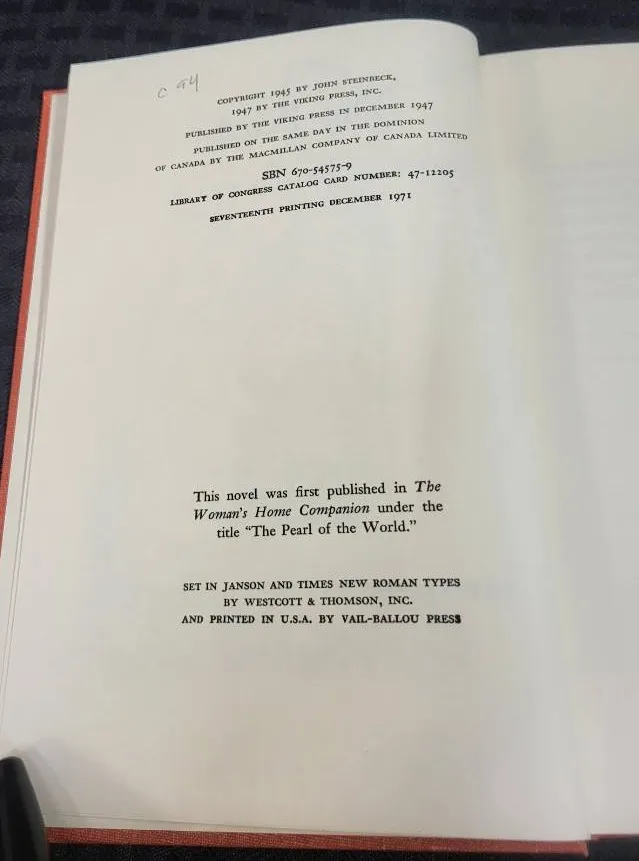 C 94
COPYRIGHT 1945 BY JOHN STEINBECK,
1947 BY THE VIKING PRESS, INC.
PUBLISHED BY THE VIKING PRESS IN DECEMBER 1947
PUBLISHED ON THE SAME DAY IN THE DOMINION
OF CANADA BY THE MACMILLAN COMPANY OF CANADA LIMITED
SBN 670-54575-9
LIBRARY OF CONGRESS CATALOG CARD NUMBER: 47-12205
SEVENTEENTH PRINTING DECEMBER 1971
This novel was first published in The
Woman's Home Companion under the
title “The Pearl of the World.”
SET IN JANSON AND TIMES NEW ROMAN TYPES
BY WESTCOTT & THOMSON, INC.
AND PRINTED IN U.S.A. BY VAIL-BALLOU PRESS